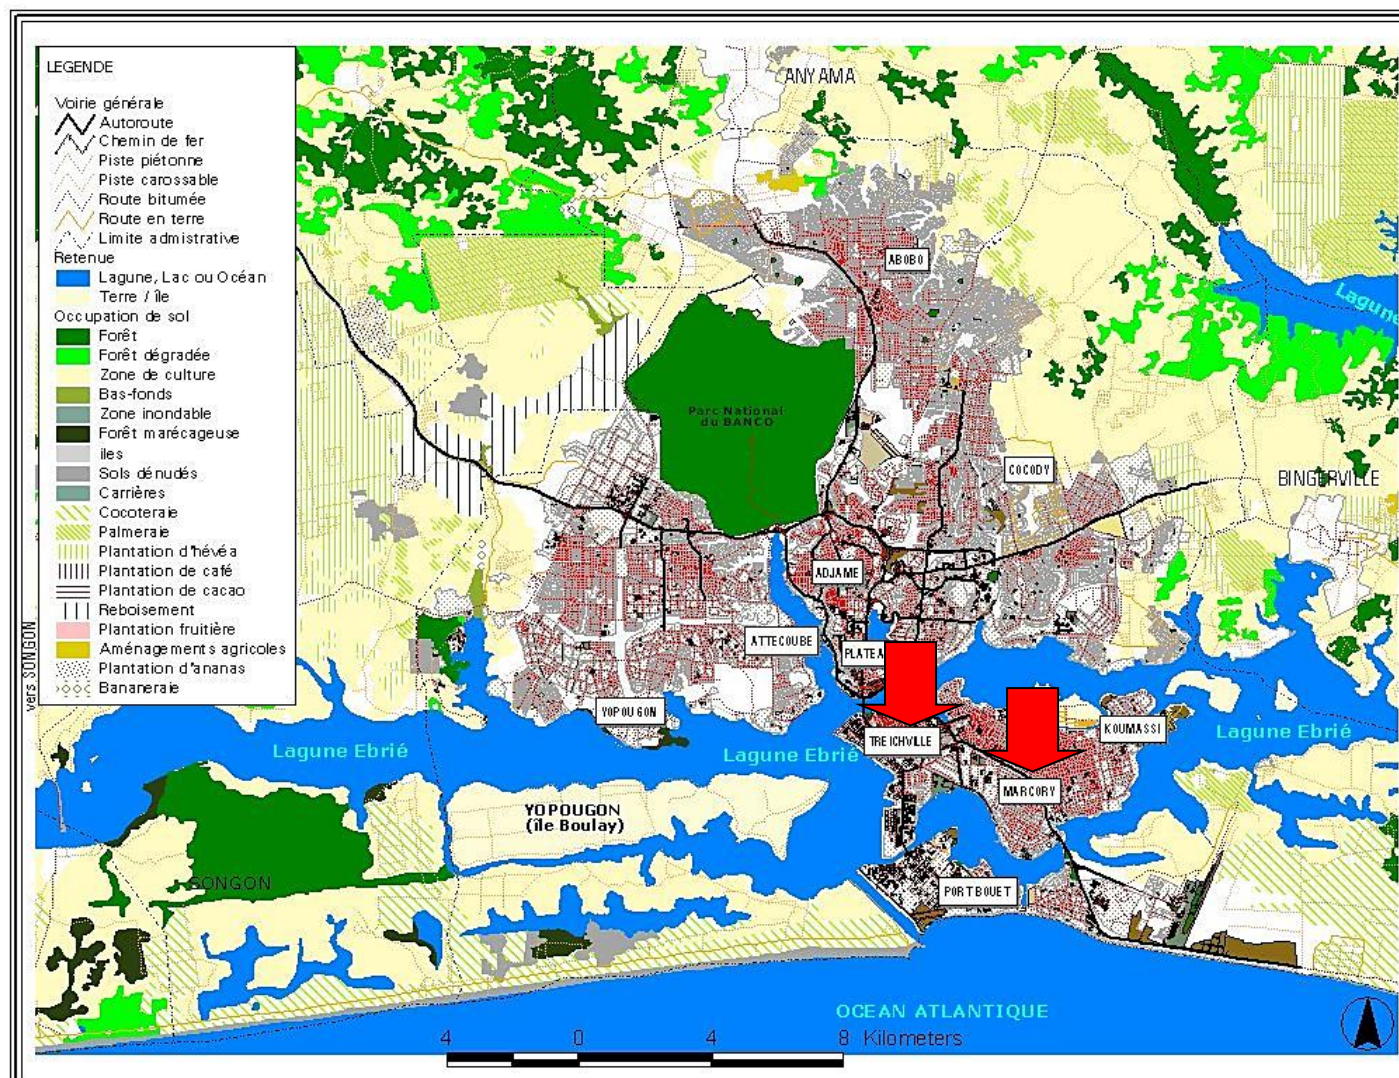 LEGENDE
Voirie générale
Autoroute
Chemin de fer
Piste piétonne
Piste carossable
Route bitumée
Route en terre
Limite admistrative
Retenue
Lagune, Lac ou Océan
Terre / île
Occupation de sol
Forêt
Forêt dégradée
Zone de culture
Bas-fonds
Zone inondable
Forêt marécageuse
iles
Sols dénudés
Carrières
Cocoteraie
Palmeraie
Plantation d'hévéa
Plantation de café
Plantation de cacao
Reboisement
Plantation fruitière
Aménagements agricoles
Plantation d'ananas
Bananeraie
vers SONGON
ANYAMA
ABOBO
Lagune
Parc National
du BANCO
COCODY
BINGERVILLE
ADJAME
ATTECOUBE
PLATEA
YOPOUGON
TREICHVILLE
KOUMASSI
Lagune Ebrié
Lagune Ebrié
Lagune Ebrié
MARCORY
YOPOUGON
(île Boulay)
SONGON
PORT BOUET
OCEAN ATLANTIQUE
4 0 4 8 Kilometers